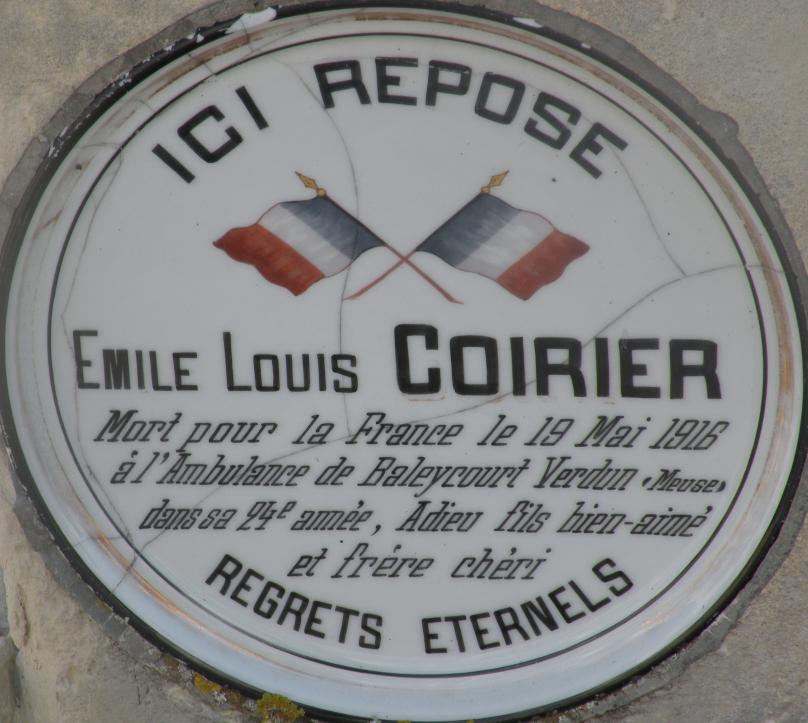 ICI REPOSE
EMILE LOUIS COIRIER
Mort pour la France le 19 Mai 1916
à l'Ambulance de Baleycourt Verdun (Meuse)
dans sa 24e année, Adieu fils bien-aimé
et frére chéri
REGRETS ETERNELS